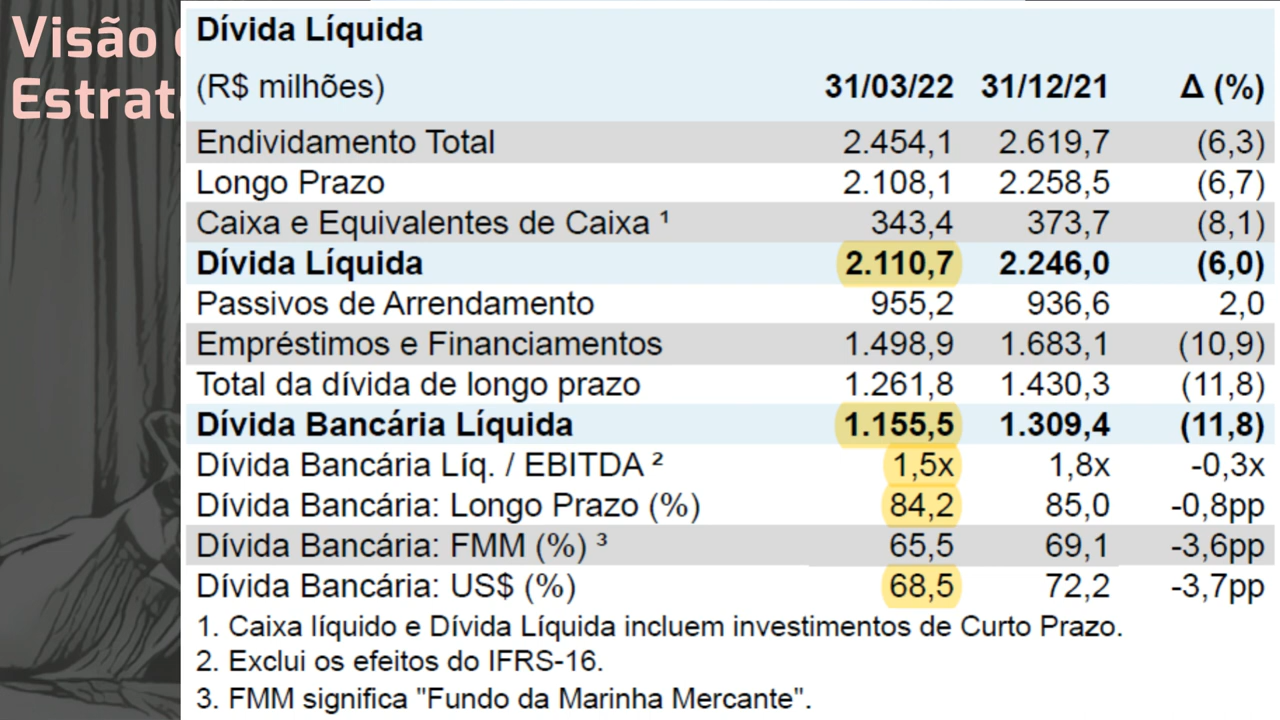 Visão
Estrat
Dívida Líquida
(R$ milhões) 31/03/22 31/12/21 Δ (%)
Endividamento Total 2.454,1 2.619,7 (6,3)
Longo Prazo 2.108,1 2.258,5 (6,7)
Caixa e Equivalentes de Caixa ¹ 343,4 373,7 (8,1)
Dívida Líquida 2.110,7 2.246,0 (6,0)
Passivos de Arrendamento 955,2 936,6 2,0
Empréstimos e Financiamentos 1.498,9 1.683,1 (10,9)
Total da dívida de longo prazo 1.261,8 1.430,3 (11,8)
Dívida Bancária Líquida 1.155,5 1.309,4 (11,8)
Dívida Bancária Líq. / EBITDA ² 1,5x 1,8x -0,3x
Dívida Bancária: Longo Prazo (%) 84,2 85,0 -0,8pp
Dívida Bancária: FMM (%) ³ 65,5 69,1 -3,6pp
Dívida Bancária: US$ (%) 68,5 72,2 -3,7pp
1. Caixa líquido e Dívida Líquida incluem investimentos de Curto Prazo.
2. Exclui os efeitos do IFRS-16.
3. FMM significa "Fundo da Marinha Mercante".